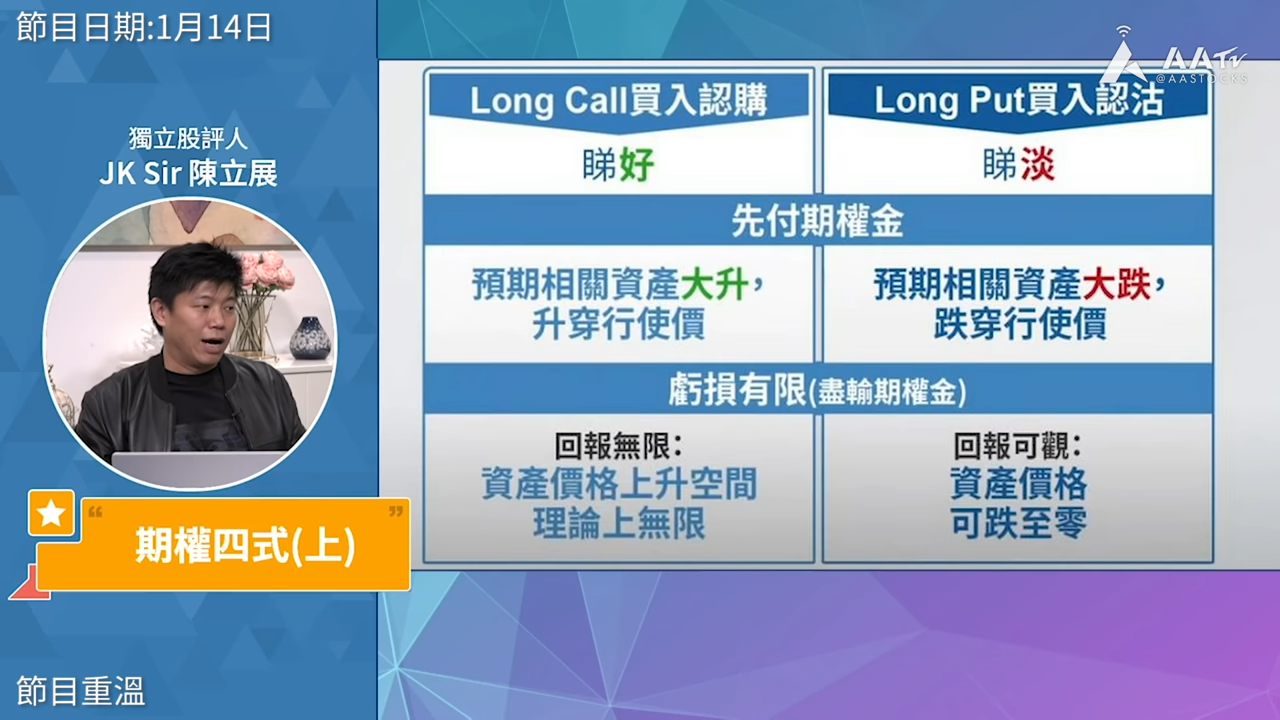 節目日期:1月14日
獨立股評人
JK Sir 陳立展
“ ”
期權四式(上)
節目重溫
AATV
@AASTOCKS
Long Call買入認購
Long Put買入認沽
睇好
睇淡
先付期權金
預期相關資產大升，
升穿行使價
預期相關資產大跌，
跌穿行使價
虧損有限(盡輸期權金)
回報無限：
資產價格上升空間
理論上無限
回報可觀：
資產價格
可跌至零